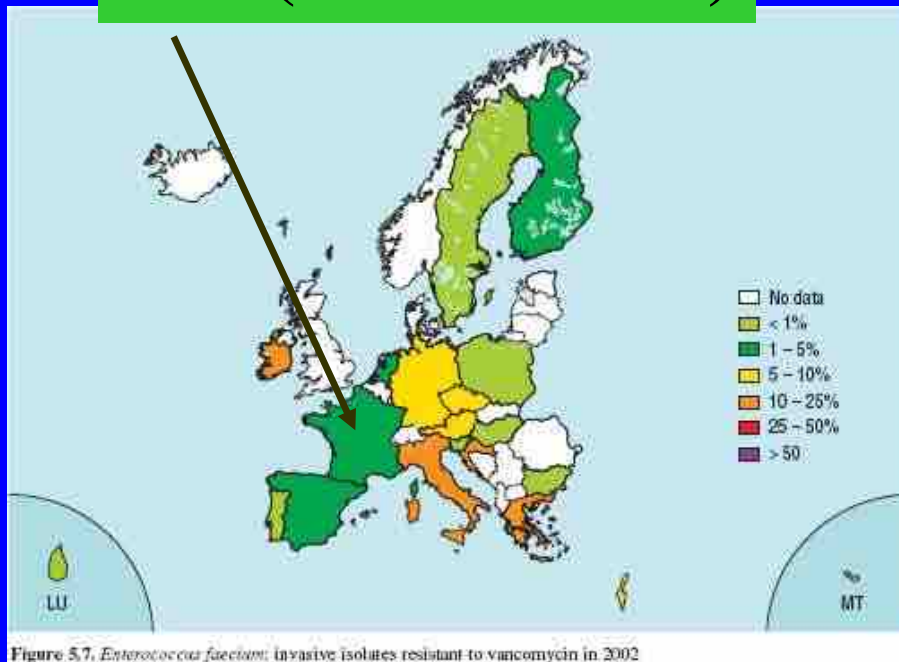 No data
< 1%
1 – 5%
5 – 10%
10 – 25%
25 – 50%
> 50
LU
MT
Figure 5.7. Enterococcus faecium: invasive isolates resistant to vancomycin in 2002